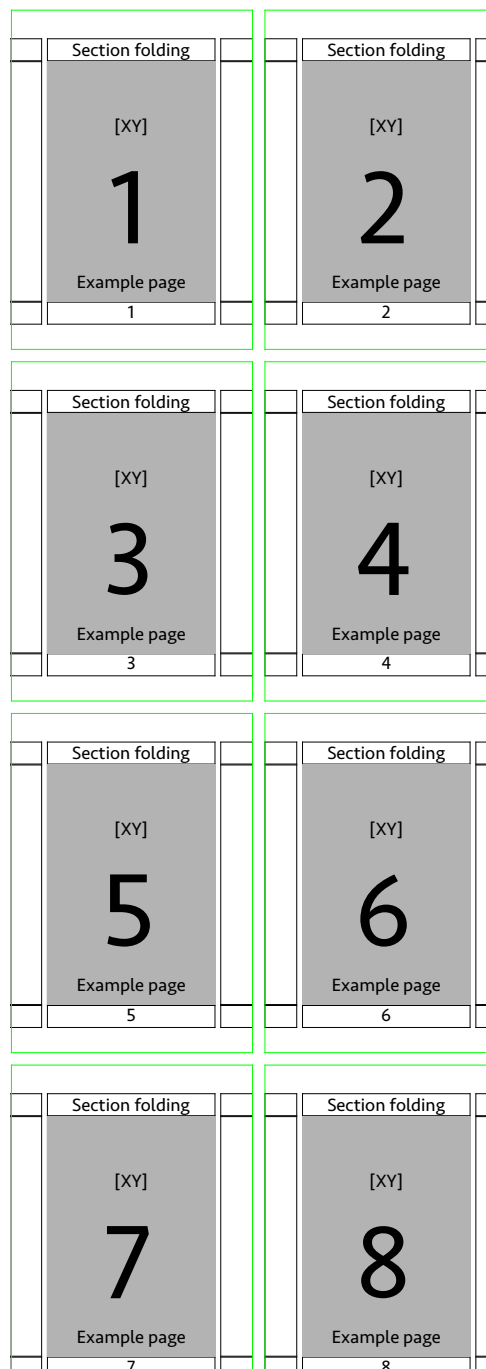 Section folding
[XY]
1
Example page
1
Section folding
[XY]
2
Example page
2
Section folding
[XY]
3
Example page
3
Section folding
[XY]
4
Example page
4
Section folding
[XY]
5
Example page
5
Section folding
[XY]
6
Example page
6
Section folding
[XY]
7
Example page
7
Section folding
[XY]
8
Example page
8